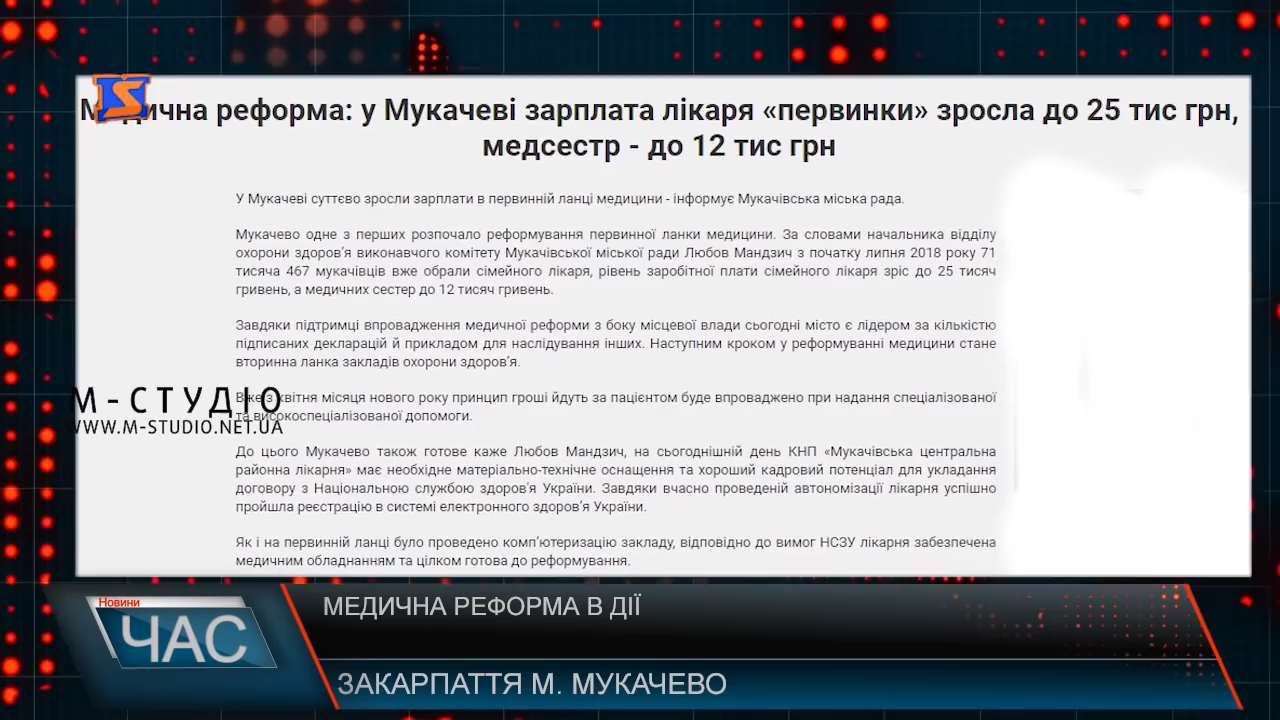 Медична реформа: у Мукачеві зарплата лікаря «первинки» зросла до 25 тис грн,
медсестр - до 12 тис грн
У Мукачеві суттєво зросли зарплати в первинній ланці медицини - інформує Мукачівська міська рада.
Мукачево одне з перших розпочало реформування первинної ланки медицини. За словами начальника відділу
охорони здоров'я виконавчого комітету Мукачівської міської ради Любов Мандзич з початку липня 2018 року 71
тисяча 467 мукачівців вже обрали сімейного лікаря, рівень заробітної плати сімейного лікаря зріс до 25 тисяч
гривень, а медичних сестер до 12 тисяч гривень.
Завдяки підтримці впровадження медичної реформи з боку місцевої влади сьогодні місто є лідером за кількістю
підписаних декларацій й прикладом для наслідування інших. Наступним кроком у реформуванні медицини стане
вторинна ланка закладів охорони здоров'я.
Вже з квітня місяця нового року принцип гроші йдуть за пацієнтом буде впроваджено при надання спеціалізованої
та високоспеціалізованої допомоги.
М-СТУДІО
WWW.M-STUDIO.NET.UA
До цього Мукачево також готове каже Любов Мандзич, на сьогоднішній день КНП «Мукачівська центральна
районна лікарня» має необхідне матеріально-технічне оснащення та хороший кадровий потенціал для укладання
договору з Національною службою здоров'я України. Завдяки вчасно проведеній автономізації лікарня успішно
пройшла реєстрацію в системі електронного здоров'я України.
Як і на первинній ланці було проведено комп'ютеризацію закладу, відповідно до вимог НСЗУ лікарня забезпечена
медичним обладнанням та цілком готова до реформування.
Новини
ЧАС
МЕДИЧНА РЕФОРМА В ДІЇ
ЗАКАРПАТТЯ М. МУКАЧЕВО